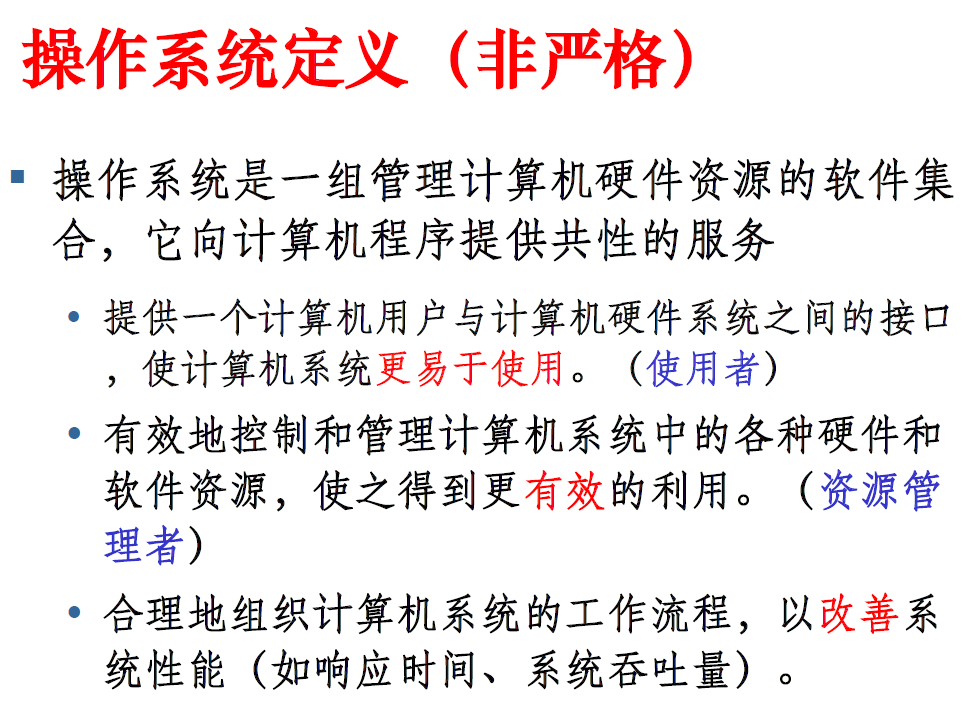 操作系统定义（非严格）
▪ 操作系统是一组管理计算机硬件资源的软件集
合，它向计算机程序提供共性的服务
• 提供一个计算机用户与计算机硬件系统之间的接口
，使计算机系统更易于使用。（使用者）
• 有效地控制和管理计算机系统中的各种硬件和
软件资源，使之得到更有效的利用。（资源管
理者）
• 合理地组织计算机系统的工作流程，以改善系
统性能（如响应时间、系统吞吐量）。